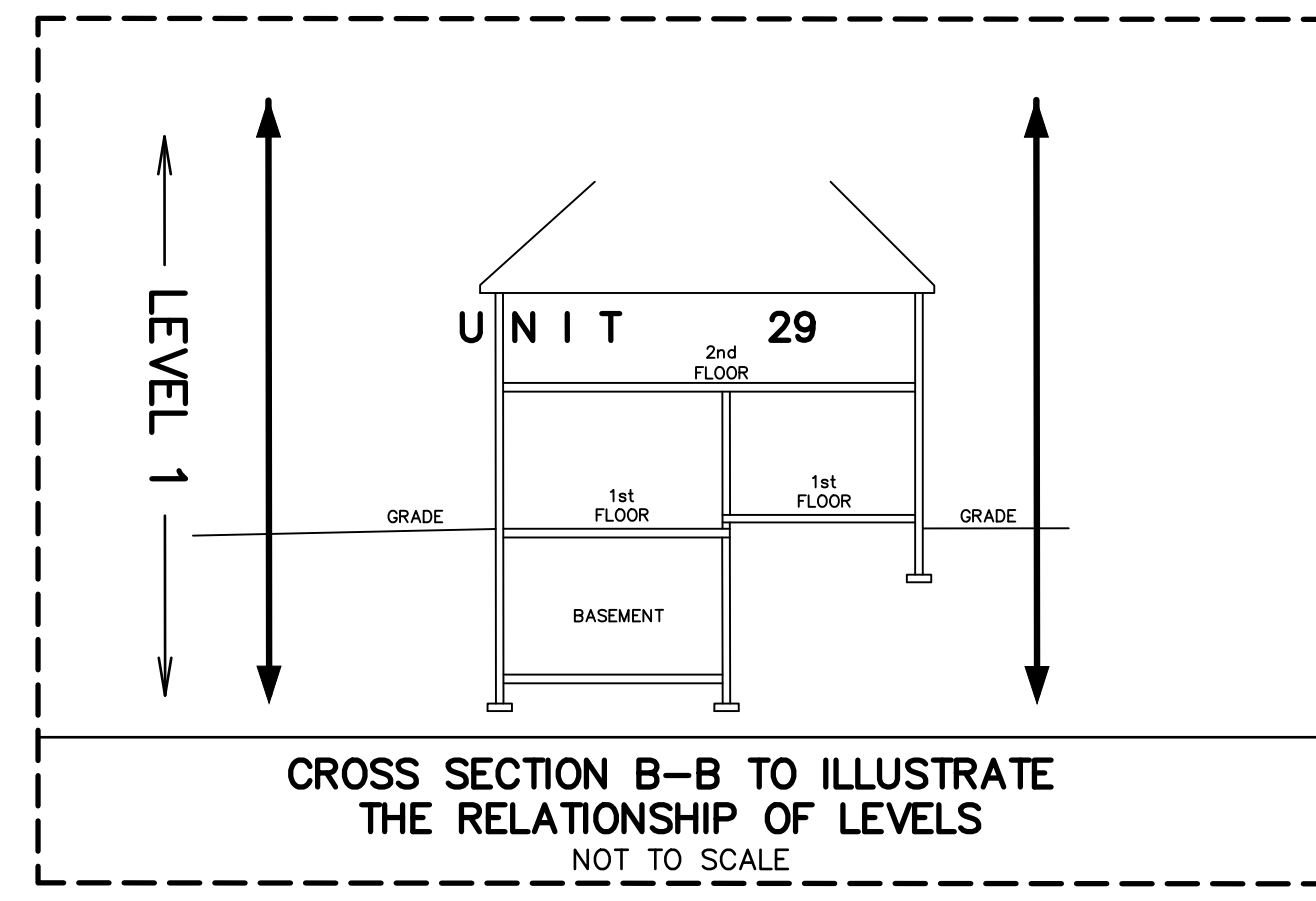 LEVEL 1
UNIT 29
2nd
FLOOR
1st
FLOOR
1st
FLOOR
GRADE
GRADE
BASEMENT
CROSS SECTION B–B TO ILLUSTRATE
THE RELATIONSHIP OF LEVELS
NOT TO SCALE